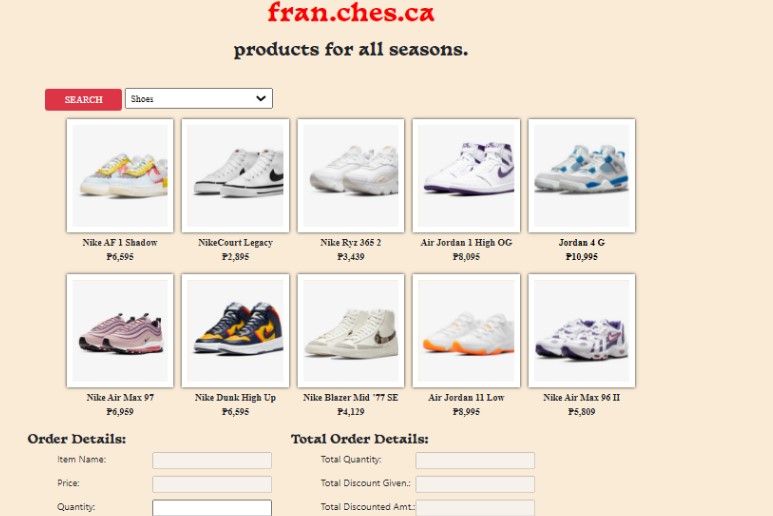 fran.ches.ca
products for all seasons.
SEARCH Shoes
Nike AF 1 Shadow NikeCourt Legacy Nike Ryz 365 2 Air Jordan 1 High OG Jordan 4 G
₱6,595 ₱2,895 ₱3,439 ₱8,095 ₱10,995
Nike Air Max 97 Nike Dunk High Up Nike Blazer Mid '77 SE Air Jordan 11 Low Nike Air Max 96 II
₱6,959 ₱6,595 ₱4,129 ₱8,995 ₱5,809
Order Details: Total Order Details:
Item Name: Total Quantity:
Price: Total Discount Given.:
Quantity: Total Discounted Amt.: